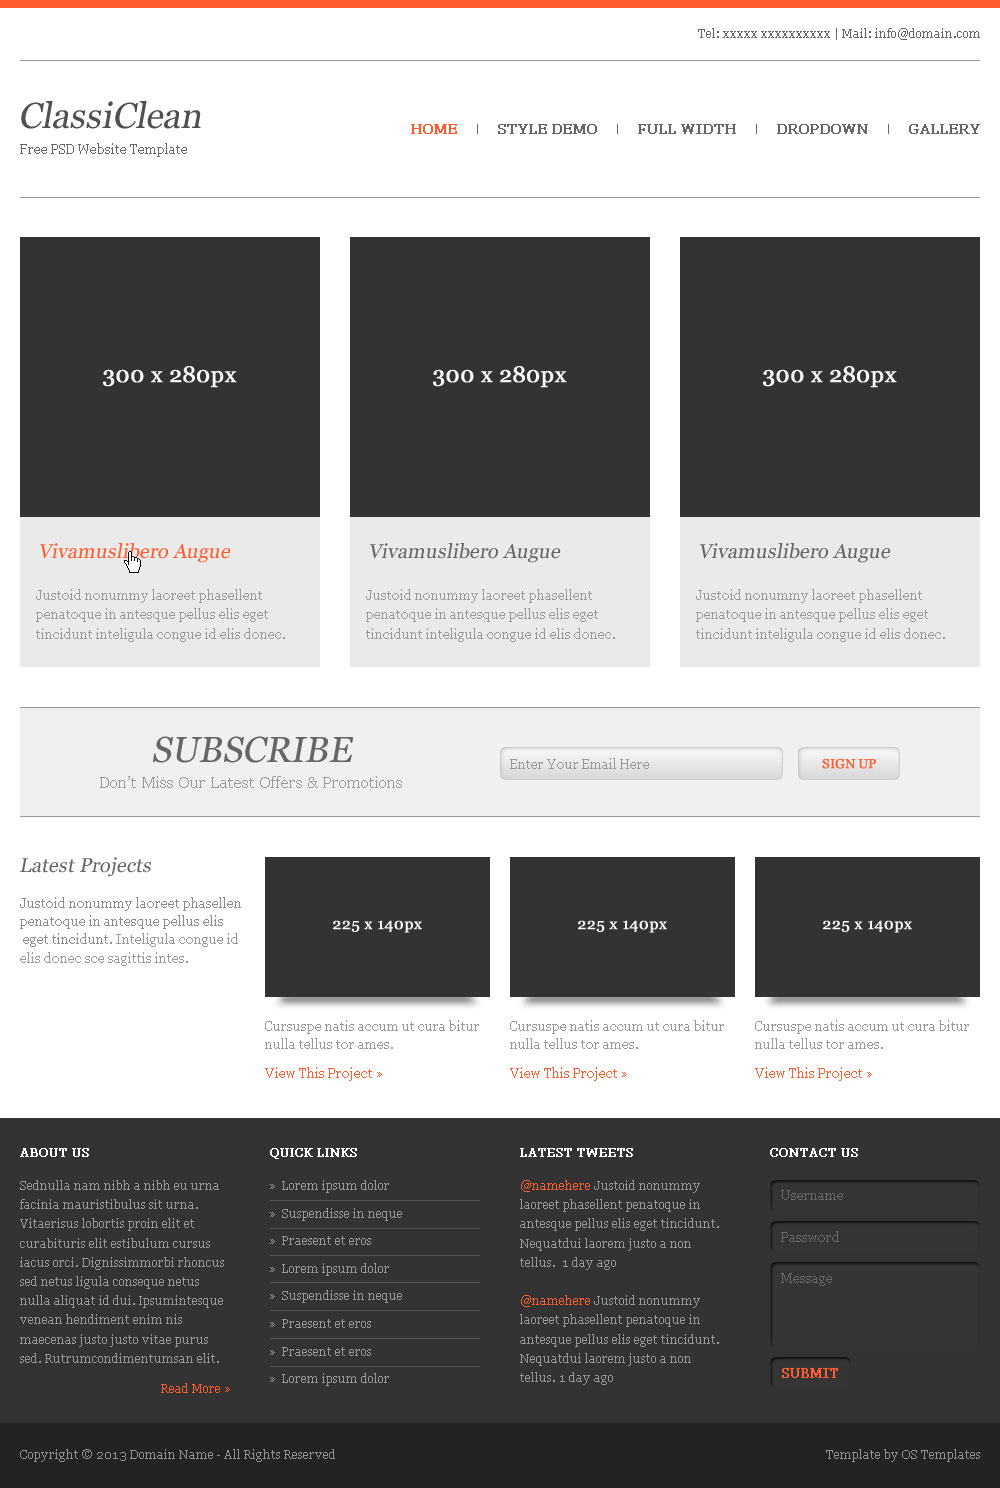 Tel: xxxxx xxxxxxxxxx | Mail: info@domain.com
ClassiClean
Free PSD Website Template
HOME | STYLE DEMO | FULL WIDTH | DROPDOWN | GALLERY
300 x 280px
300 x 280px
300 x 280px
Vivamuslibero Augue
Justoid nonummy laoreet phasellent
penatoque in antesque pellus elis eget
tincidunt inteligula congue id elis donec.
Vivamuslibero Augue
Justoid nonummy laoreet phasellent
penatoque in antesque pellus elis eget
tincidunt inteligula congue id elis donec.
Vivamuslibero Augue
Justoid nonummy laoreet phasellent
penatoque in antesque pellus elis eget
tincidunt inteligula congue id elis donec.
SUBSCRIBE
Don't Miss Our Latest Offers & Promotions
Enter Your Email Here
SIGN UP
Latest Projects
Justoid nonummy laoreet phasellen
penatoque in antesque pellus elis
eget tincidunt. Inteligula congue id
elis donec sce sagittis intes.
225 x 140px
Cursuspe natis accum ut cura bitur
nulla tellus tor ames.
View This Project »
225 x 140px
Cursuspe natis accum ut cura bitur
nulla tellus tor ames.
View This Project »
225 x 140px
Cursuspe natis accum ut cura bitur
nulla tellus tor ames.
View This Project »
ABOUT US
Sednulla nam nibh a nibh eu urna
facinia mauristibulus sit urna.
Vitaerisus lobortis proin elit et
curabituris elit estibulum cursus
iacus orci. Dignissimmorbi rhoncus
sed netus ligula conseque netus
nulla aliquat id dui. Ipsumintesque
venean hendiment enim nis
maecenas justo justo vitae purus
sed. Rutrumcondimentumsan elit.
Read More »
QUICK LINKS
» Lorem ipsum dolor
» Suspendisse in neque
» Praesent et eros
» Lorem ipsum dolor
» Suspendisse in neque
» Praesent et eros
» Praesent et eros
» Lorem ipsum dolor
LATEST TWEETS
@namehere Justoid nonummy
laoreet phasellent penatoque in
antesque pellus elis eget tincidunt.
Nequatdui laorem justo a non
tellus. 1 day ago
@namehere Justoid nonummy
laoreet phasellent penatoque in
antesque pellus elis eget tincidunt.
Nequatdui laorem justo a non
tellus. 1 day ago
CONTACT US
Username
Password
Message
SUBMIT
Copyright © 2013 Domain Name - All Rights Reserved
Template by OS Templates